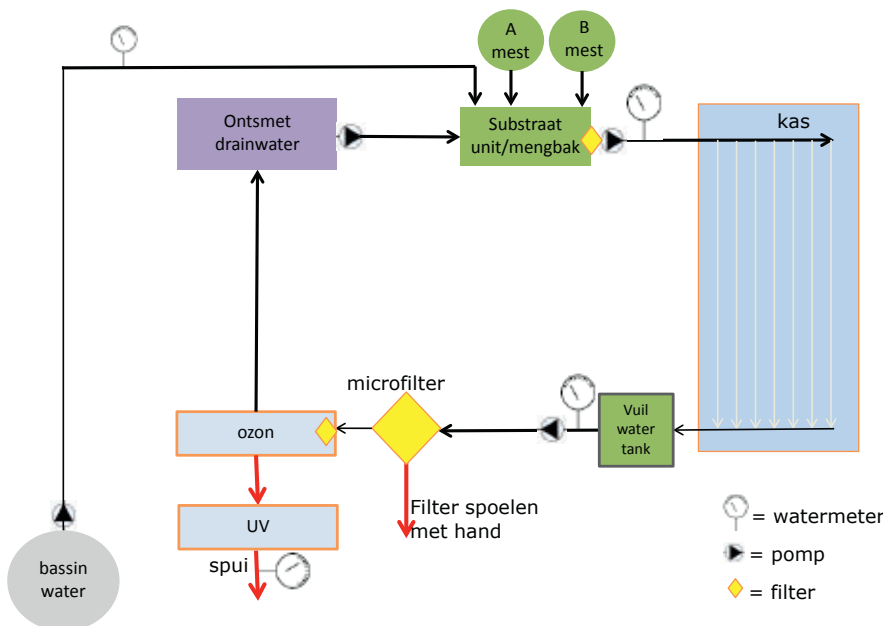 A
mest
B
mest
Ontsmet
drainwater
Substraat
unit/mengbak
kas
microfilter
ozon
Vuil
water
tank
Filter spoelen
met hand
UV
spui
bassin
water
= watermeter
= pomp
= filter